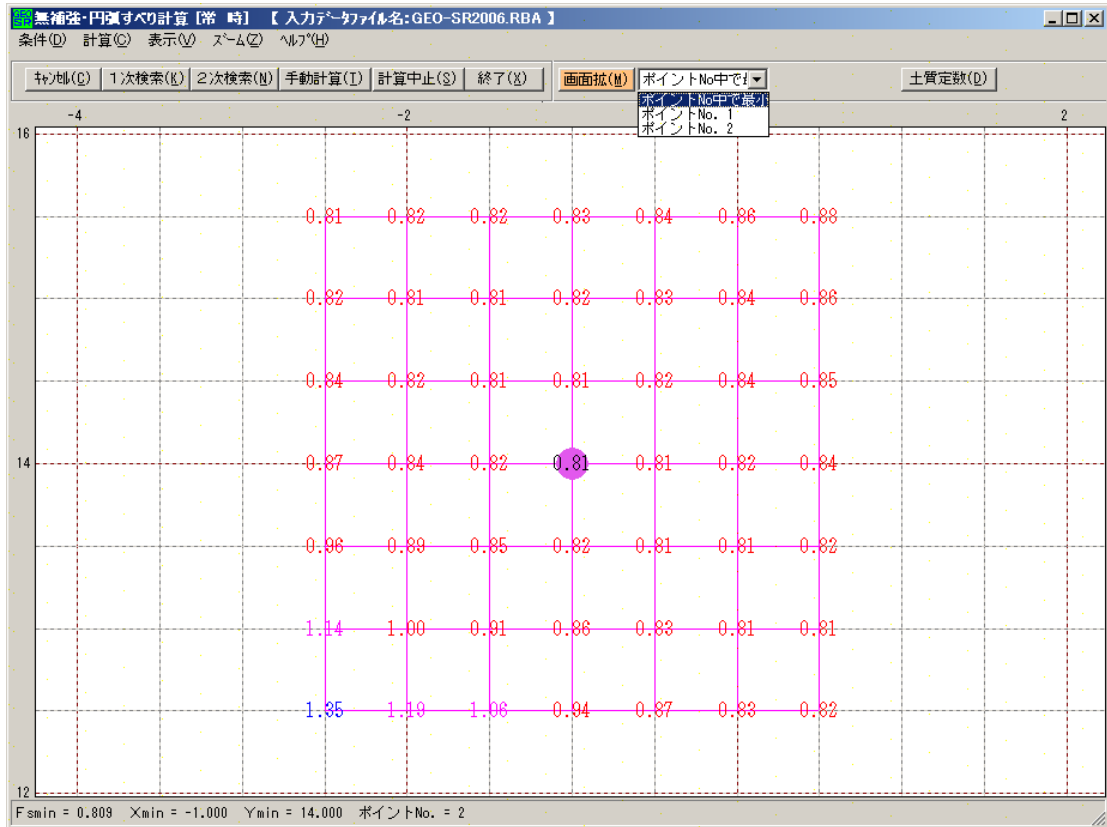 無補強・円弧すべり計算 [常　時]　【 入力データファイル名:GEO-SR2006.RBA 】
条件(D)　計算(C)　表示(V)　ズーム(Z)　ヘルプ(H)
キャンセル(C)　1次検索(K)　2次検索(N)　手動計算(I)　計算中止(S)　終了(X)　画面拡(M)　ポイントNo中で　土質定数(D)
ポイントNo中で最小
ポイントNo. 1
ポイントNo. 2
-4　-2　2
16
0.81　0.82　0.82　0.83　0.84　0.86　0.88
0.82　0.81　0.81　0.82　0.83　0.84　0.86
0.84　0.82　0.81　0.81　0.82　0.84　0.85
14　0.87　0.84　0.82　0.81　0.81　0.82　0.84
0.96　0.89　0.85　0.82　0.81　0.81　0.82
1.14　1.00　0.91　0.86　0.83　0.81　0.81
1.35　1.19　1.06　0.94　0.87　0.83　0.82
12
Fsmin = 0.809　Xmin = -1.000　Ymin = 14.000　ポイントNo. = 2